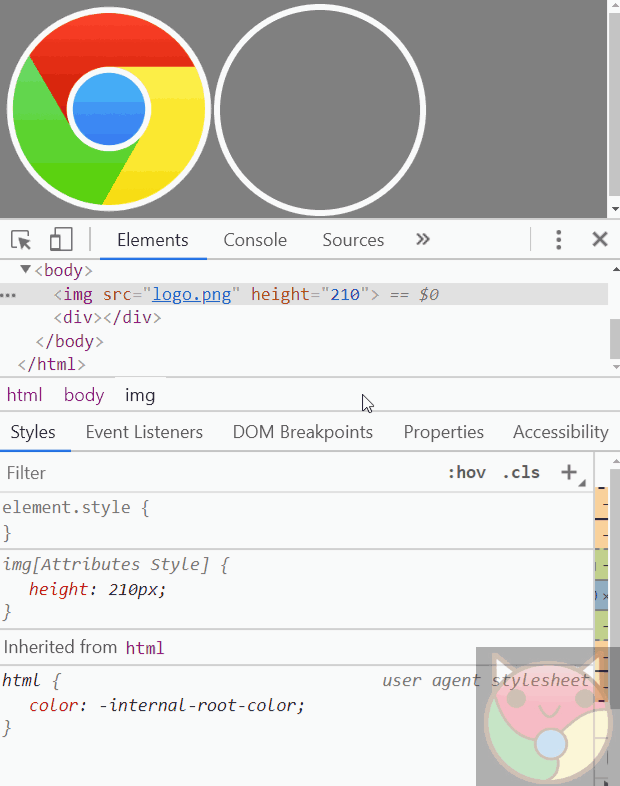 Elements Console Sources »
▼<body>
••• <img src="logo.png" height="210"> == $0
<div></div>
</body>
</html>
html body img
Styles Event Listeners DOM Breakpoints Properties Accessibility
Filter :hov .cls +
element.style {
}
img[Attributes Style] {
height: 210px;
}
Inherited from html
html { user agent stylesheet
color: -internal-root-color;
}